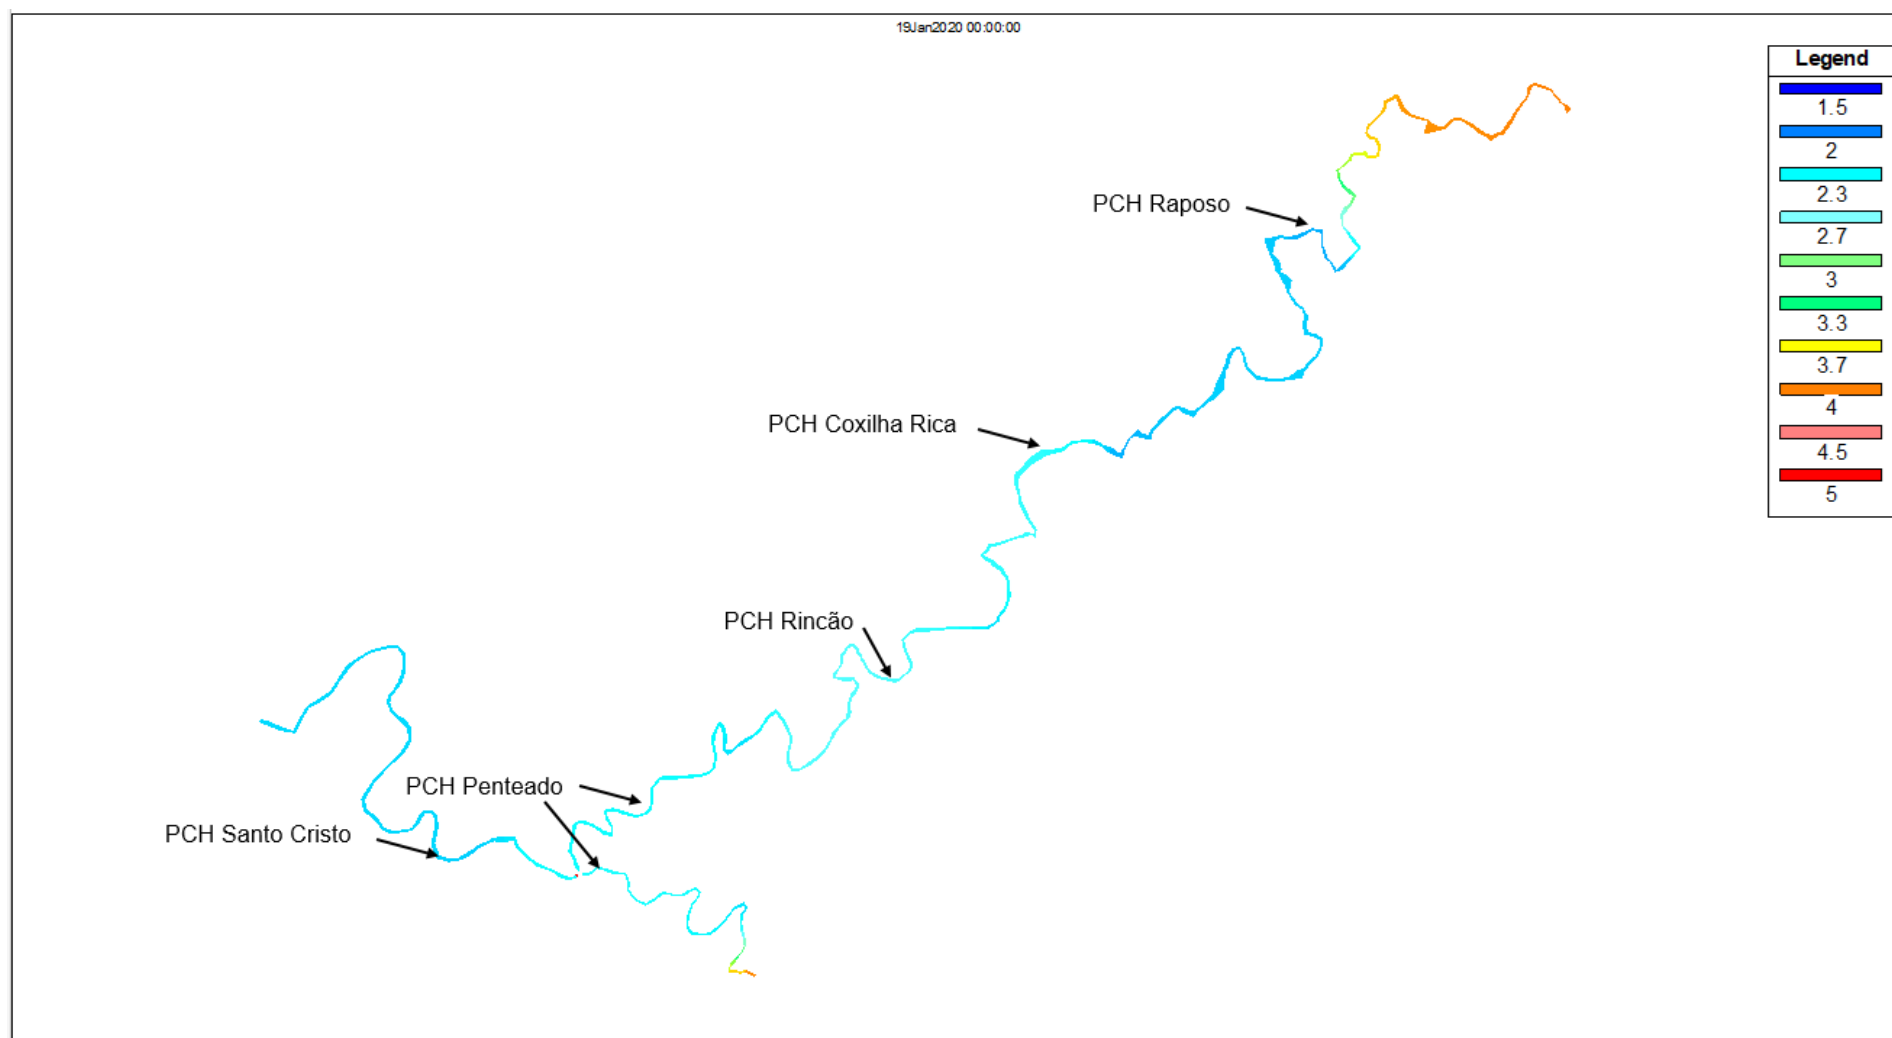 19Jan2020 00:00:00
Legend
1.5
2
2.3
2.7
3
3.3
3.7
4
4.5
5
PCH Raposo
PCH Coxilha Rica
PCH Rincão
PCH Penteado
PCH Santo Cristo